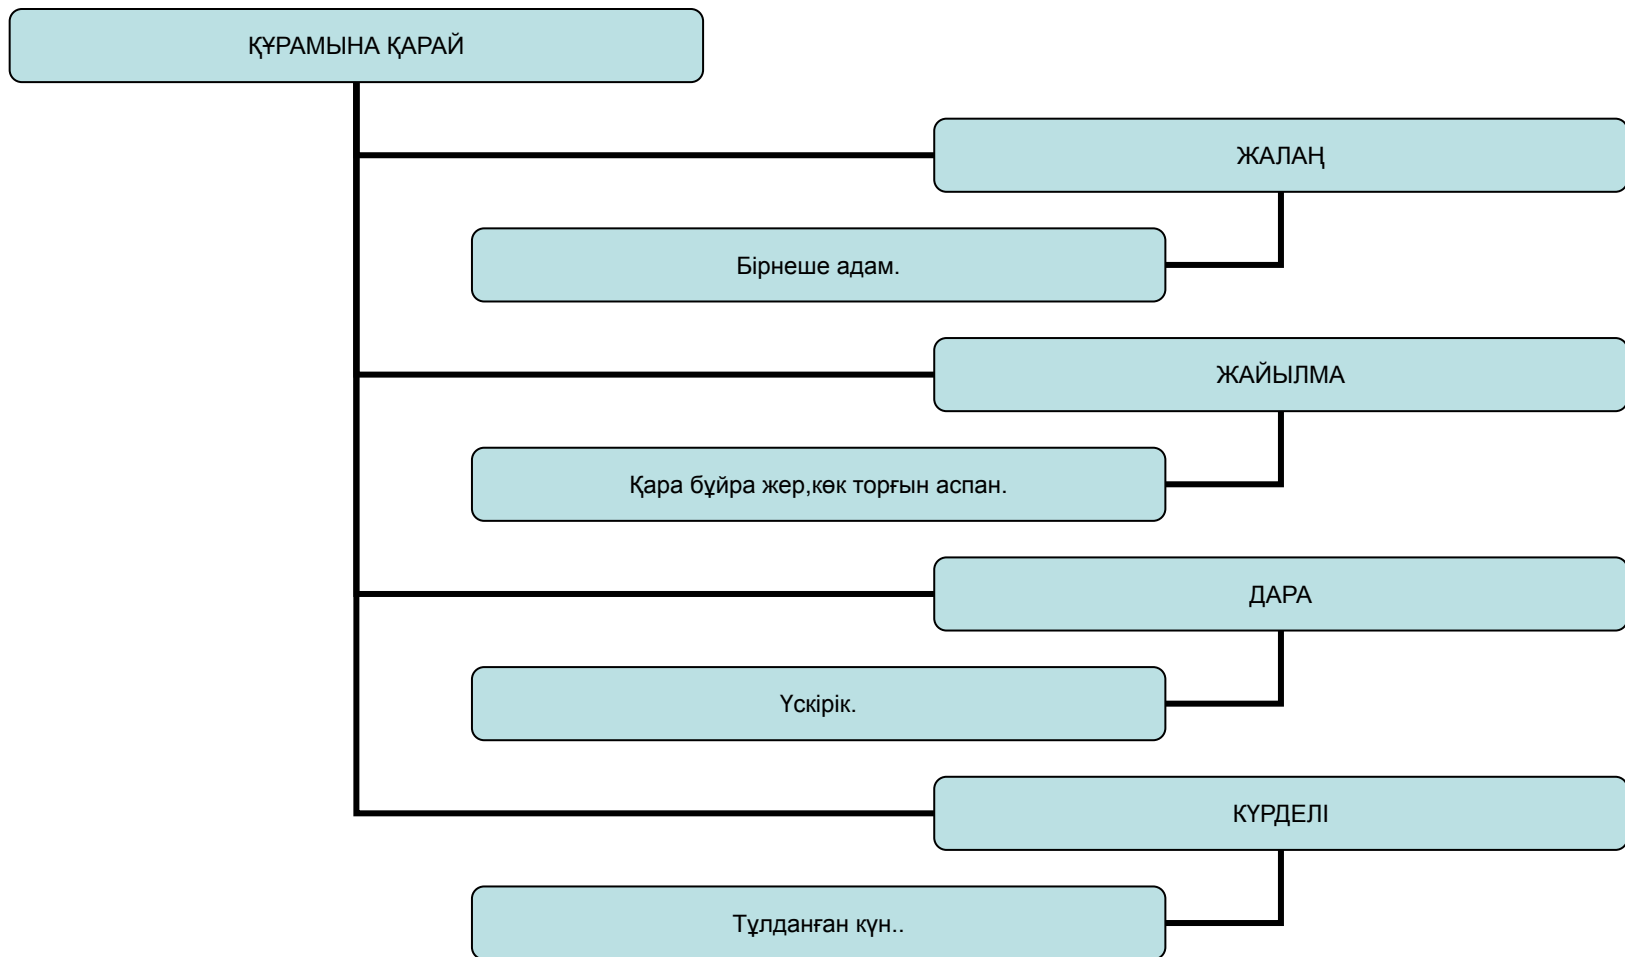 ҚҰРАМЫНА ҚАРАЙ
ЖАЛАҢ
Бірнеше адам.
ЖАЙЫЛМА
Қара бұйра жер,көк торғын аспан.
ДАРА
Үскірік.
КҮРДЕЛІ
Тұлданған күн..